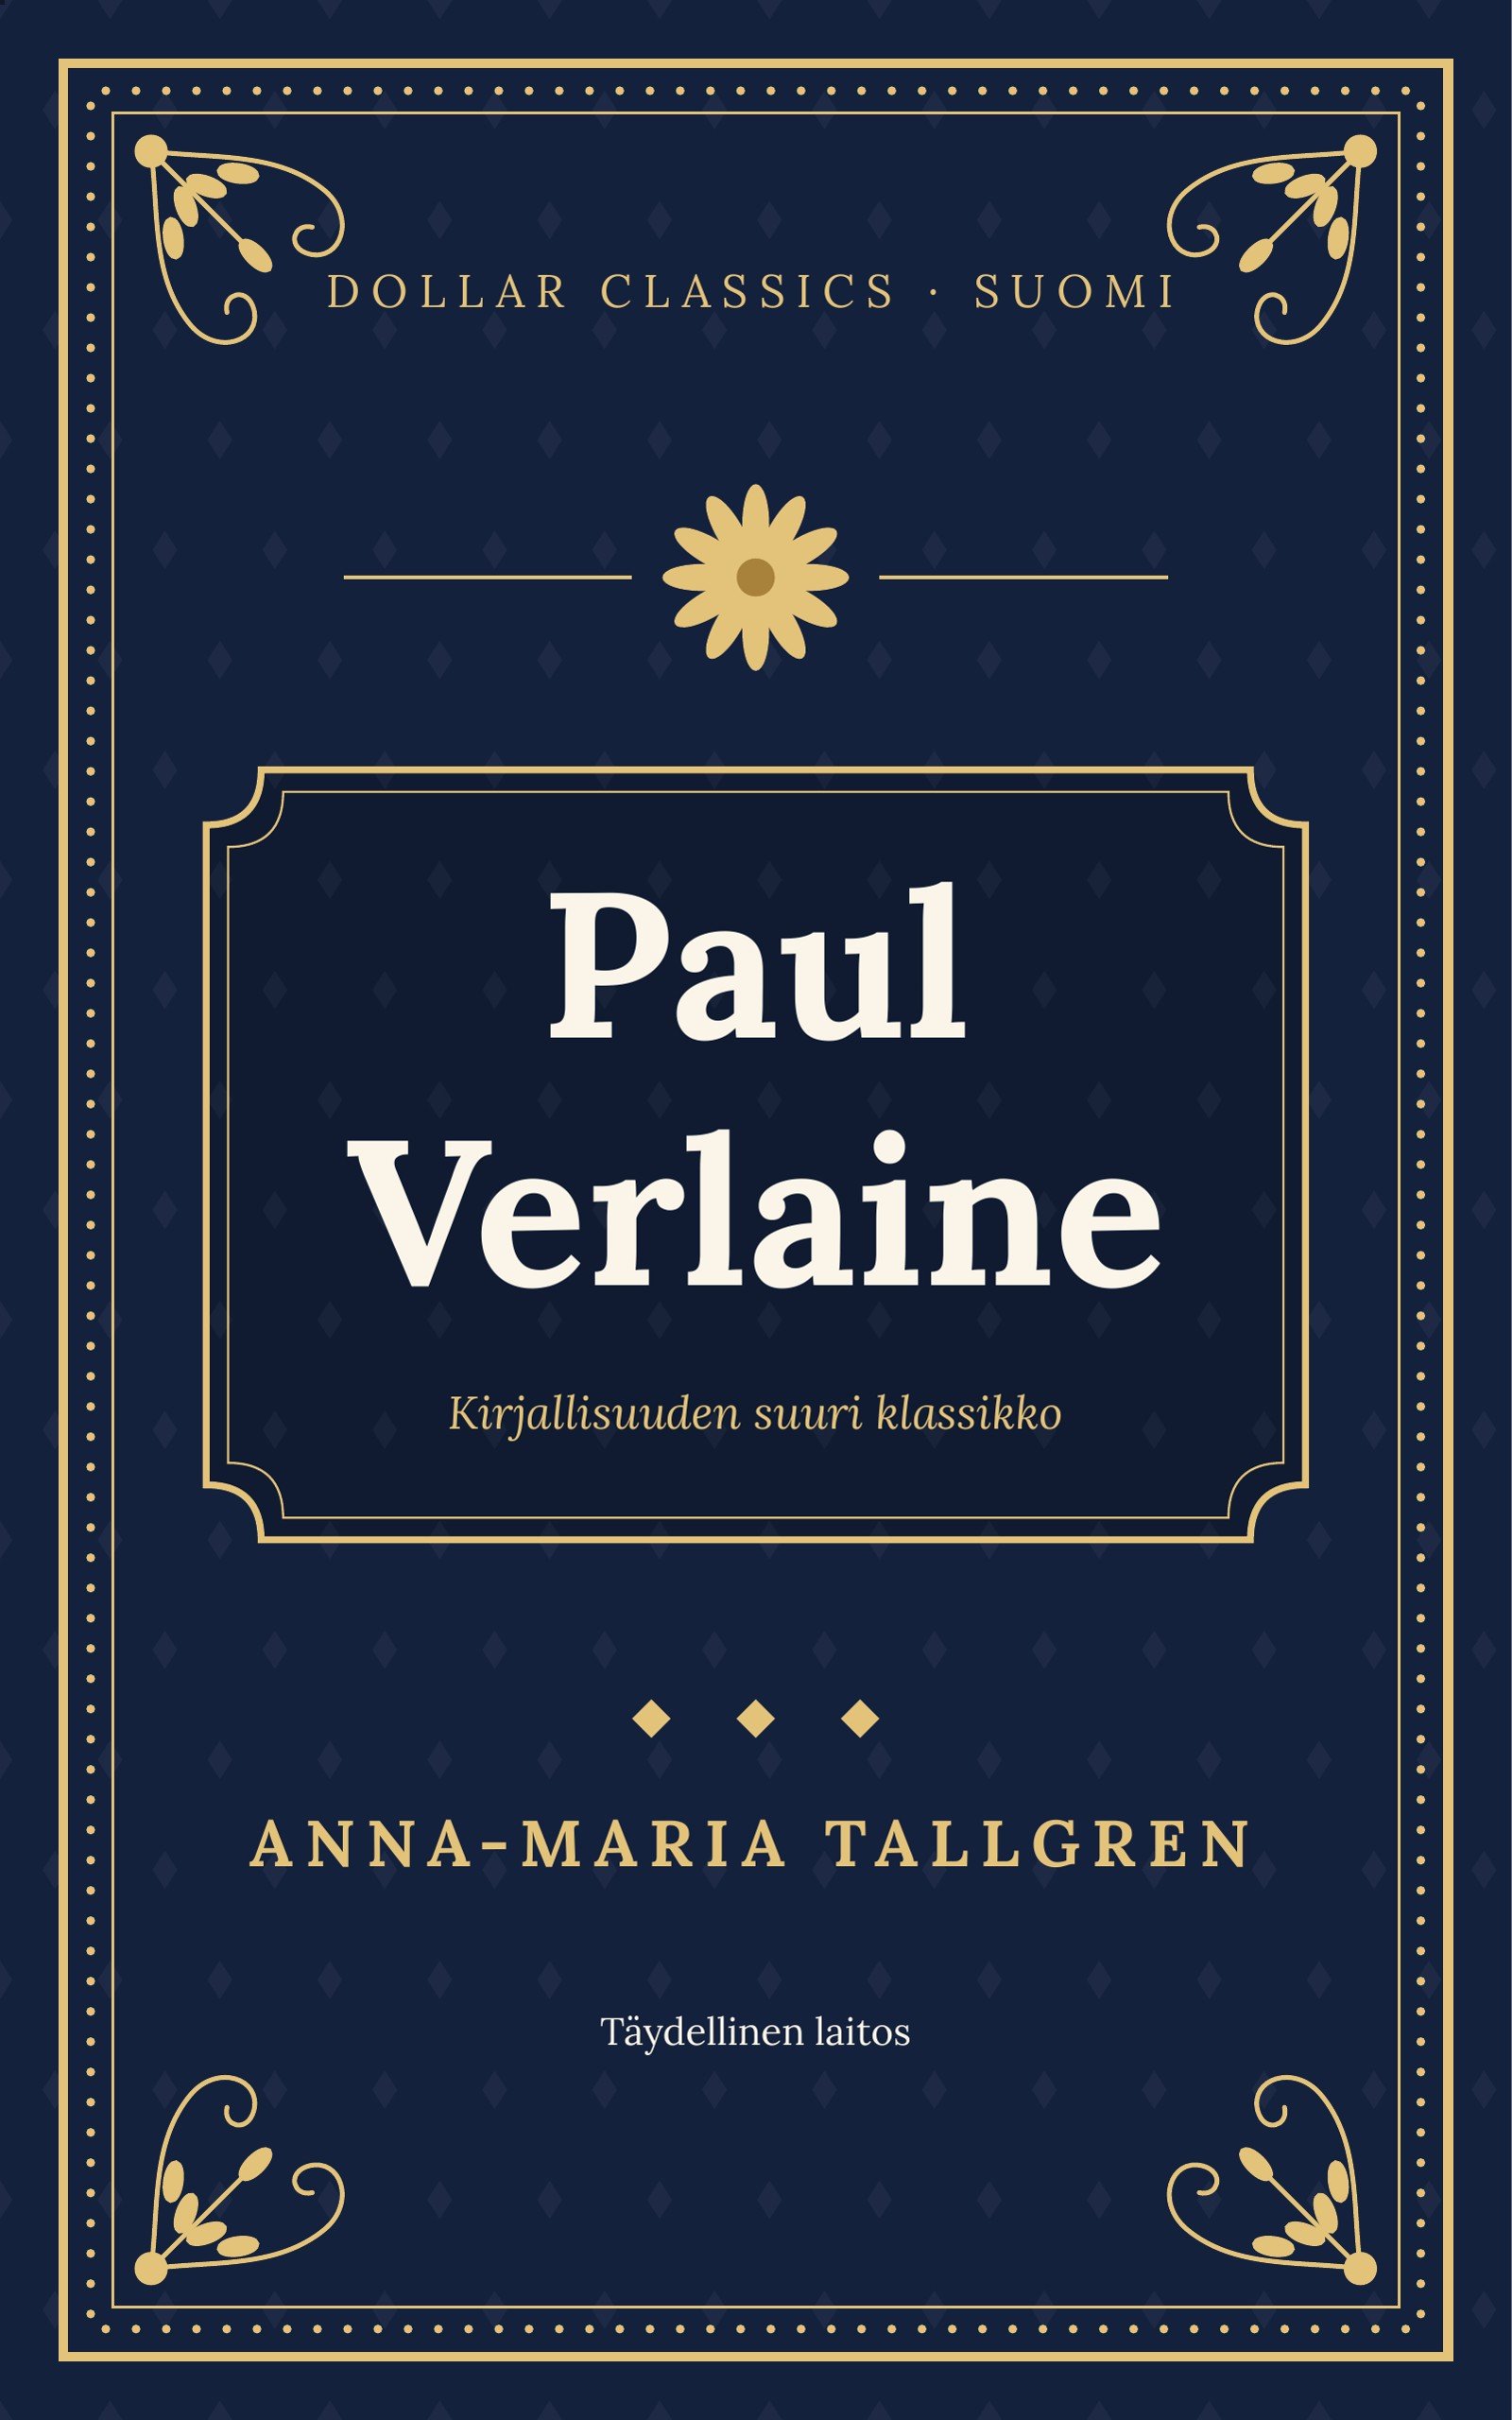 DOLLAR CLASSICS · SUOMI
Paul
Verlaine
Kirjallisuuden suuri klassikko
ANNA-MARIA TALLGREN
Täydellinen laitos